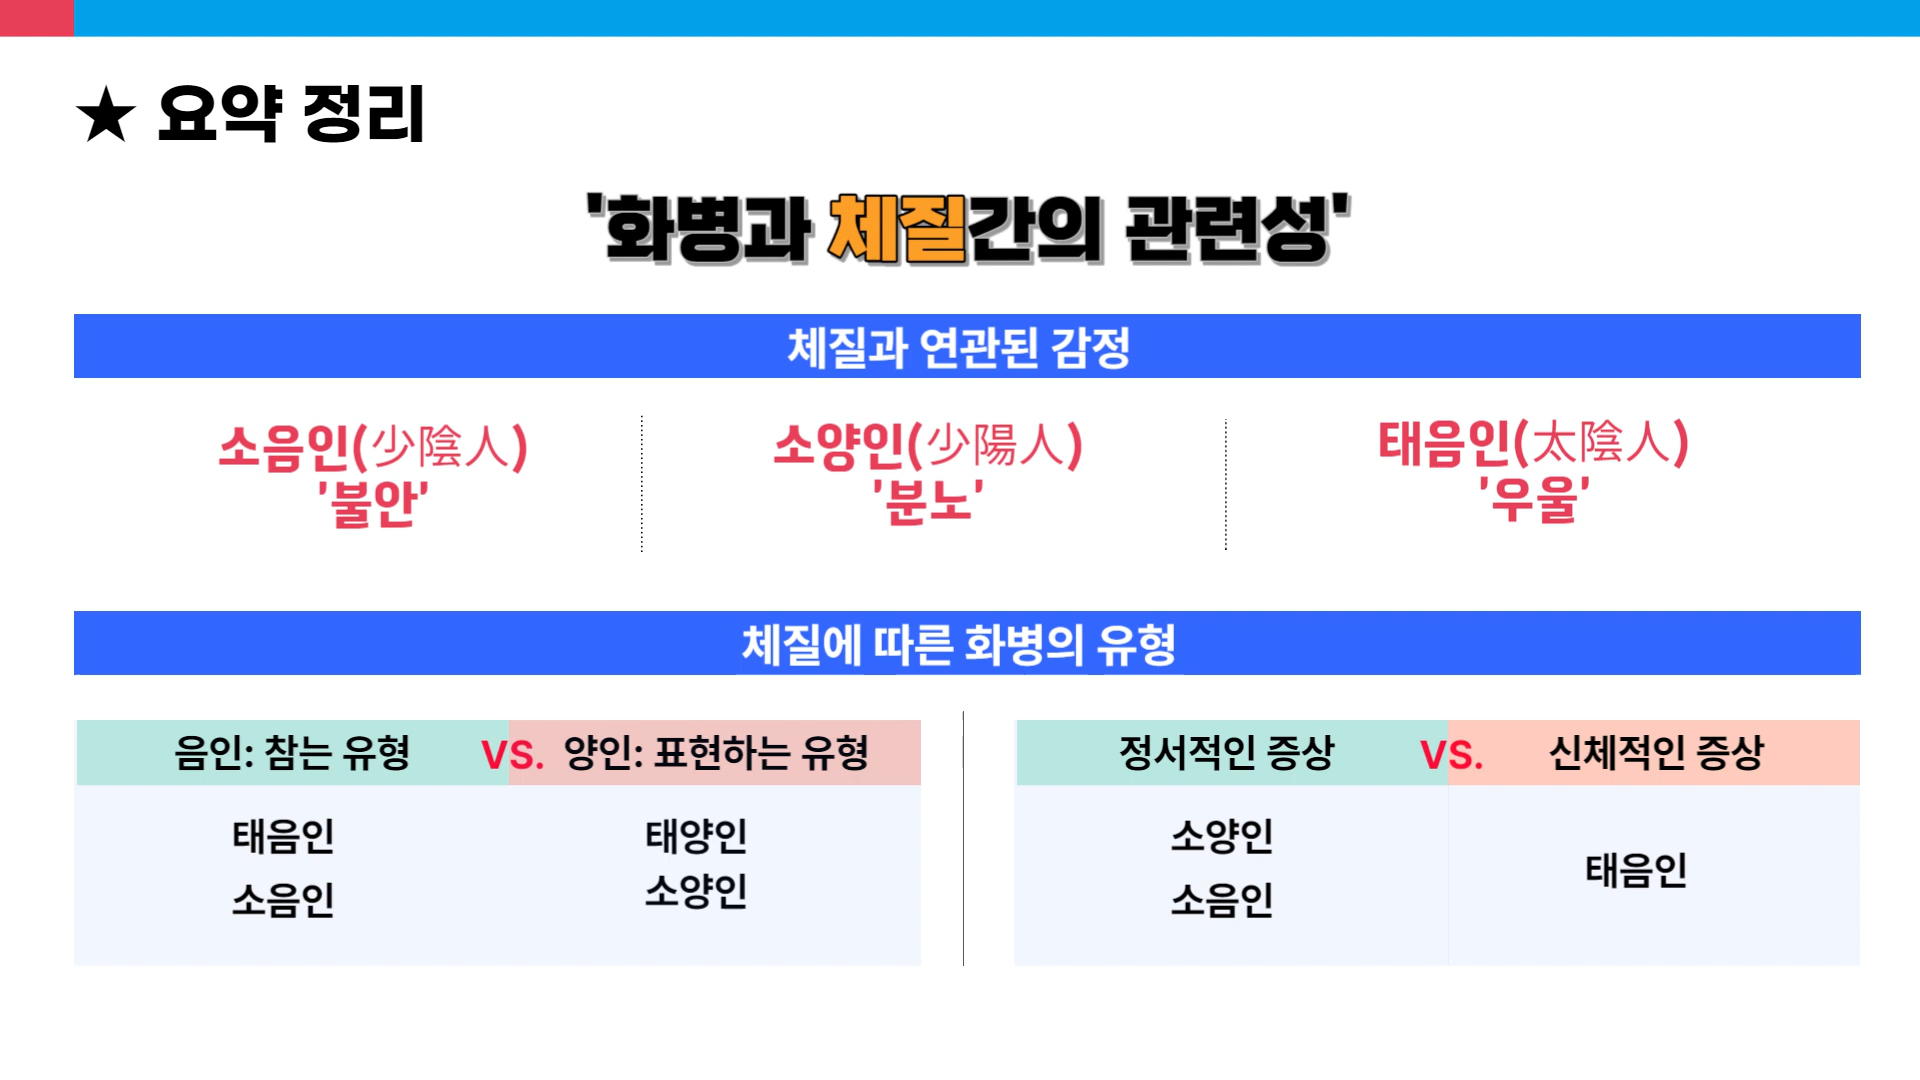 ★ 요약 정리
'화병과 체질간의 관련성'
체질과 연관된 감정
소음인(少陰人)
'불안'
소양인(少陽人)
'분노'
태음인(太陰人)
'우울'
체질에 따른 화병의 유형
음인: 참는 유형 VS. 양인: 표현하는 유형
태음인
소음인
태양인
소양인
정서적인 증상 VS. 신체적인 증상
소양인
소음인
태음인